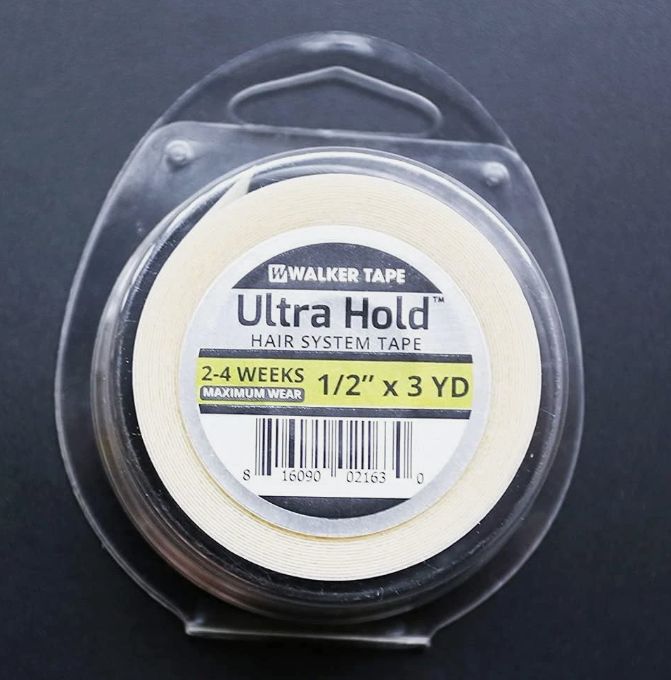 WALKER TAPE
Ultra Hold™
HAIR SYSTEM TAPE
2-4 WEEKS
MAXIMUM WEAR
1/2" x 3 YD
8 16090 02163 0